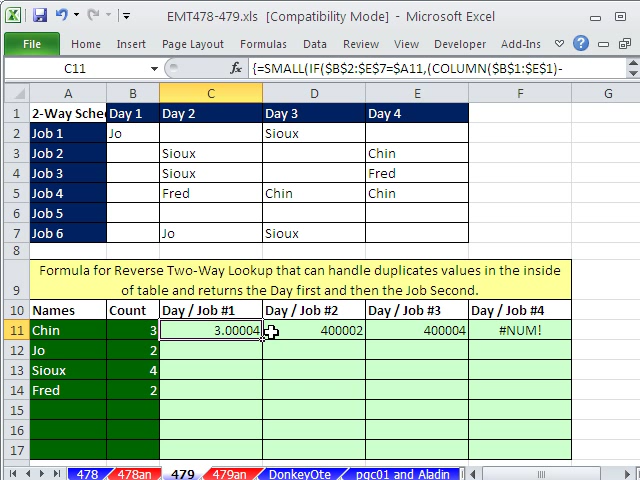 EMT478-479.xls [Compatibility Mode] - Microsoft Excel
File Home Insert Page Layout Formulas Data Review View Developer Add-Ins
C11 fx {=SMALL(IF($B$2:$E$7=$A11,(COLUMN($B$1:$E$1)-
A B C D E F G
1 2-Way Sched Day 1 Day 2 Day 3 Day 4
2 Job 1 Jo Sioux
3 Job 2 Sioux Chin
4 Job 3 Sioux Fred
5 Job 4 Fred Chin Chin
6 Job 5
7 Job 6 Jo Sioux
8
Formula for Reverse Two-Way Lookup that can handle duplicates values in the inside
9 of table and returns the Day first and then the Job Second.
10 Names Count Day / Job #1 Day / Job #2 Day / Job #3 Day / Job #4
11 Chin 3 3.00004 400002 400004 #NUM!
12 Jo 2
13 Sioux 4
14 Fred 2
15
16
17
478 478an 479 479an DonkeyOte pgc01 and Aladin